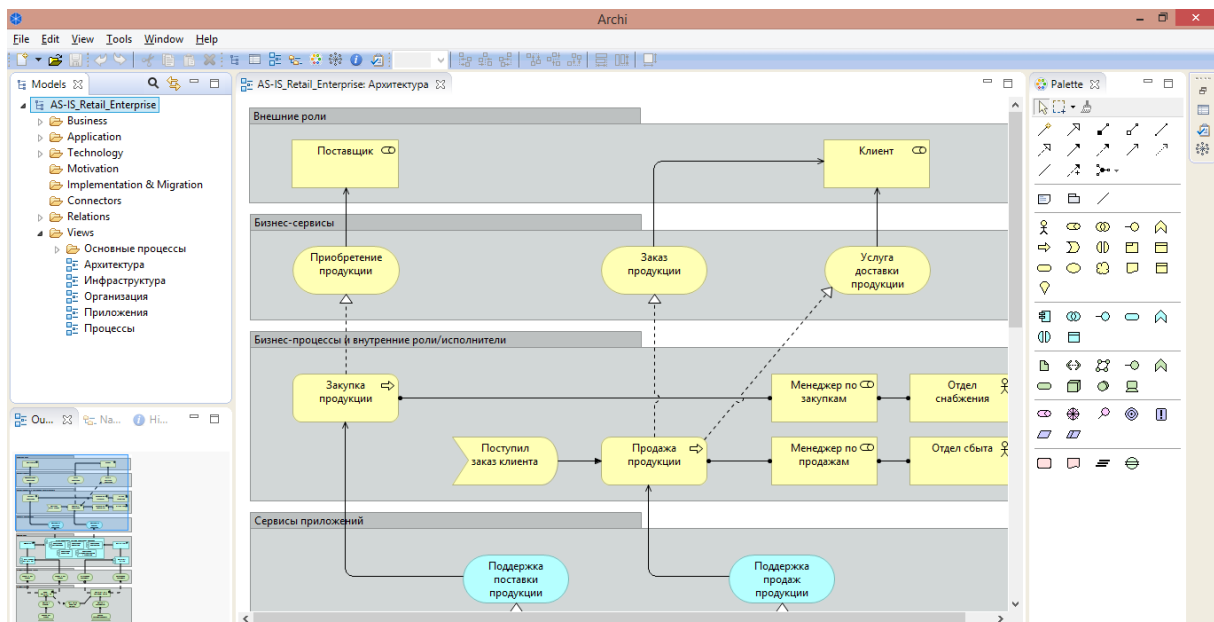 Archi
File Edit View Tools Window Help
Models
AS-IS_Retail_Enterprise
Business
Application
Technology
Motivation
Implementation & Migration
Connectors
Relations
Views
Основные процессы
Архитектура
Инфраструктура
Организация
Приложения
Процессы
Ou... Na... Hi...
AS-IS_Retail_Enterprise: Архитектура
Внешние роли
Поставщик
Клиент
Бизнес-сервисы
Приобретение
продукции
Заказ
продукции
Услуга
доставки
продукции
Бизнес-процессы и внутренние роли/исполнители
Закупка
продукции
Менеджер по
закупкам
Отдел
снабжения
Поступил
заказ клиента
Продажа
продукции
Менеджер по
продажам
Отдел сбыта
Сервисы приложений
Поддержка
поставки
продукции
Поддержка
продаж
продукции
Palette